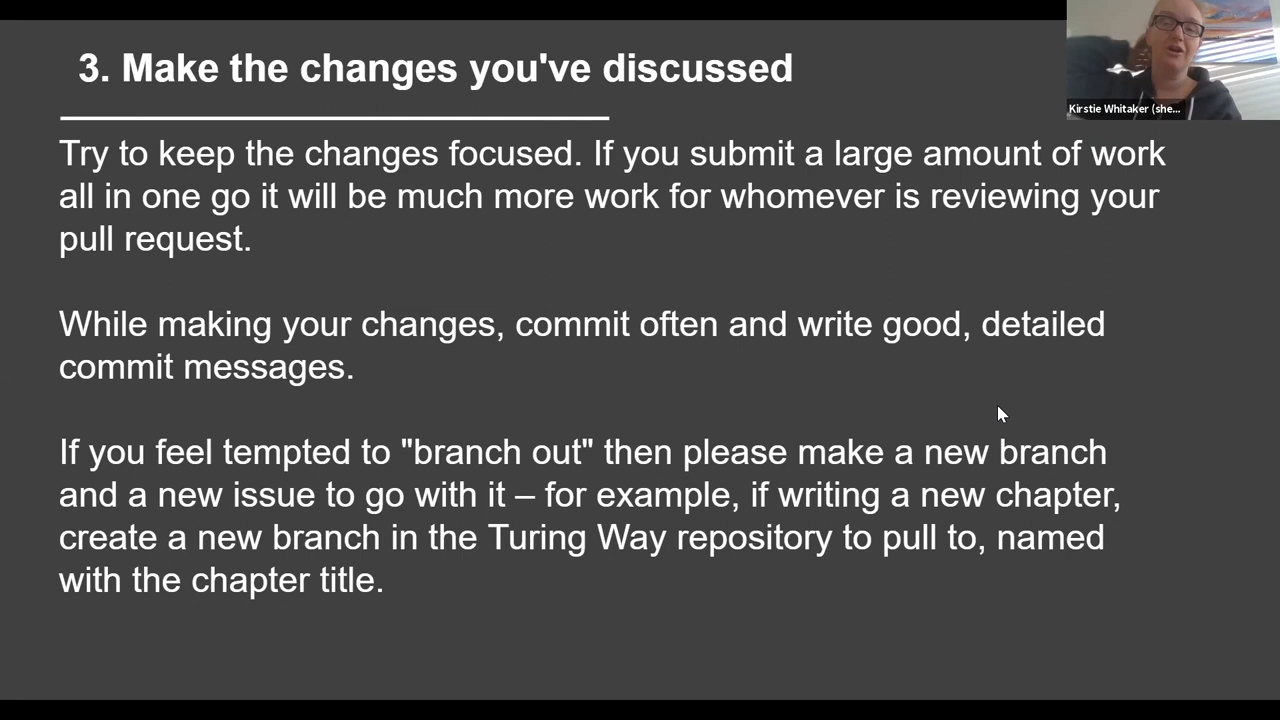 3. Make the changes you've discussed
Kirstie Whitaker (she...
Try to keep the changes focused. If you submit a large amount of work
all in one go it will be much more work for whomever is reviewing your
pull request.
While making your changes, commit often and write good, detailed
commit messages.
If you feel tempted to "branch out" then please make a new branch
and a new issue to go with it – for example, if writing a new chapter,
create a new branch in the Turing Way repository to pull to, named
with the chapter title.